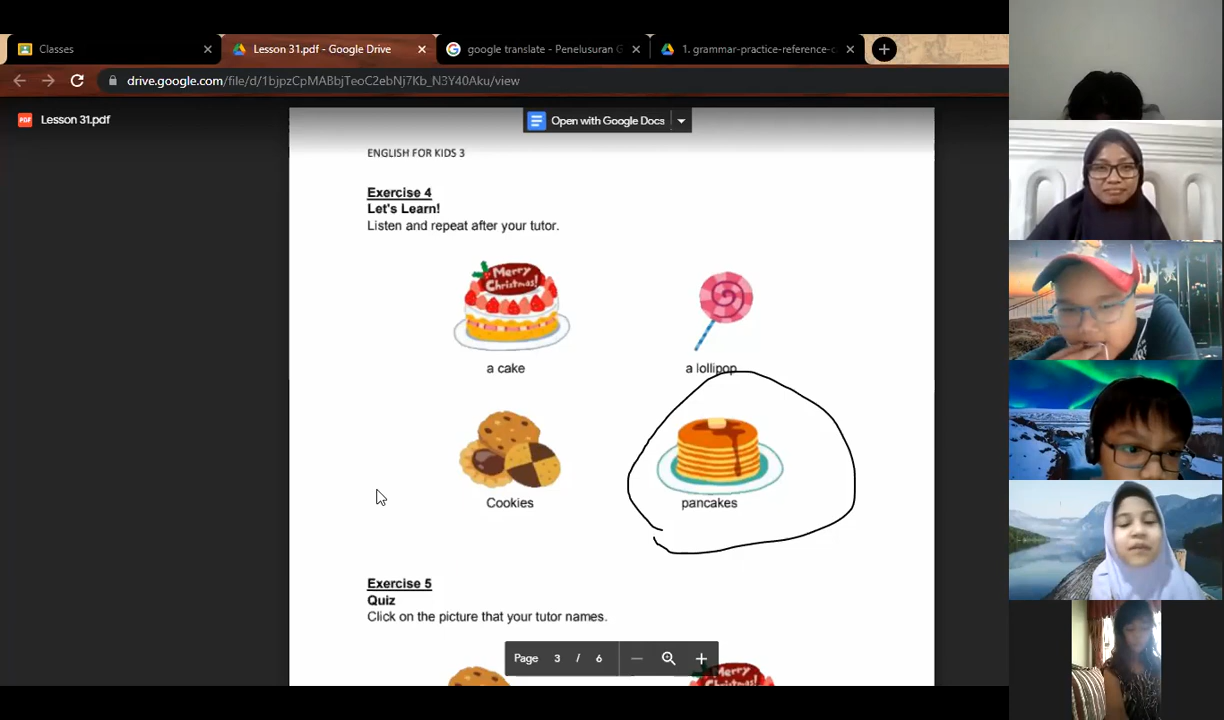 Classes
Lesson 31.pdf - Google Drive
google translate - Penelusuran G
1. grammar-practice-reference-c
drive.google.com/file/d/1bjpzCpMABbjTeoC2ebNj7Kb_N3Y40Aku/view
PDF
Lesson 31.pdf
Open with Google Docs
ENGLISH FOR KIDS 3
Exercise 4
Let's Learn!
Listen and repeat after your tutor.
Merry
Christmas!
a cake
a lollipop
Cookies
pancakes
Exercise 5
Quiz
Click on the picture that your tutor names.
Page 3 / 6
Merry